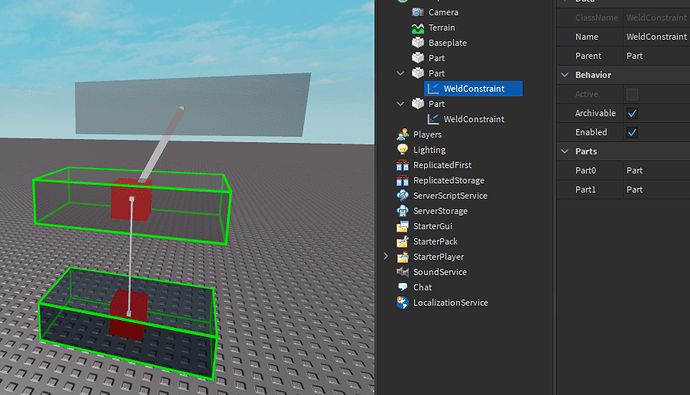 Camera
Terrain
Baseplate
Part
Part
WeldConstraint
Part
WeldConstraint
Players
Lighting
ReplicatedFirst
ReplicatedStorage
ServerScriptService
ServerStorage
StarterGui
StarterPack
StarterPlayer
SoundService
Chat
LocalizationService
Data
ClassName WeldConstraint
Name WeldConstraint
Parent Part
Behavior
Active
Archivable
Enabled
Parts
Part0 Part
Part1 Part